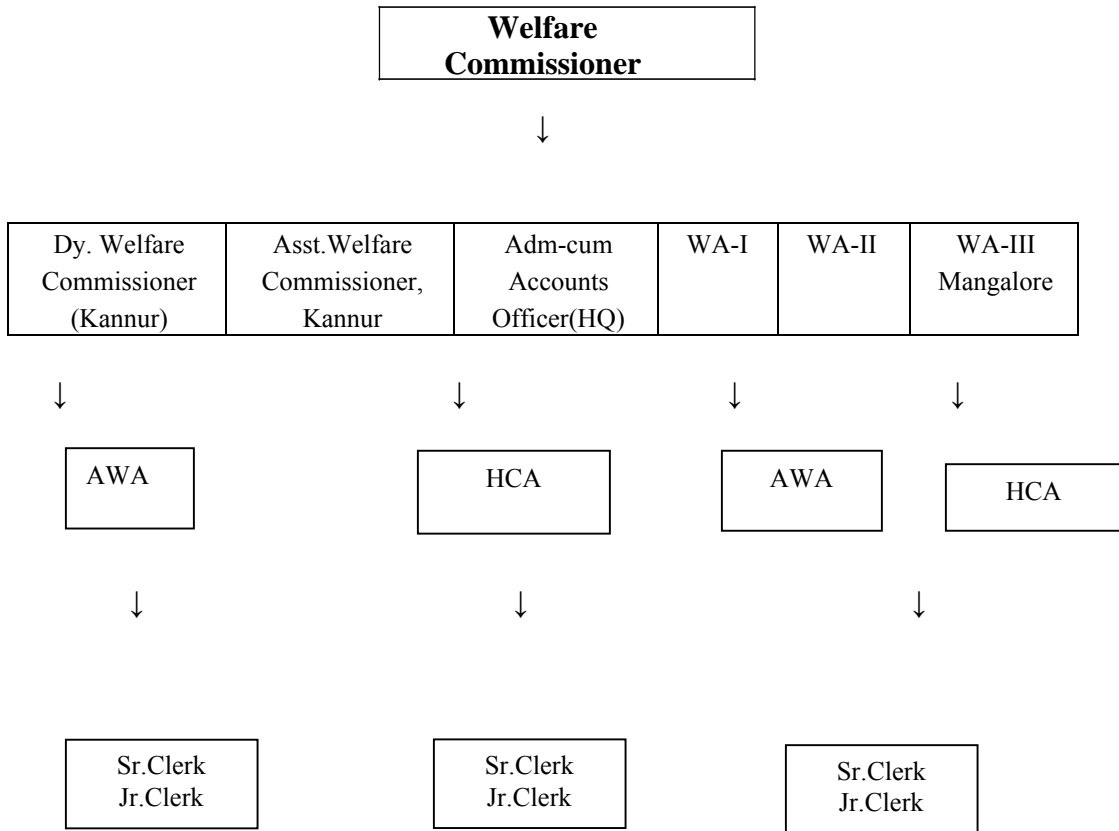 Welfare
Commissioner
↓
Dy. Welfare
Commissioner
(Kannur)
Asst.Welfare
Commissioner,
Kannur
Adm-cum
Accounts
Officer(HQ)
WA-I
WA-II
WA-III
Mangalore
↓ ↓ ↓ ↓
AWA
HCA
AWA
HCA
↓ ↓ ↓
Sr.Clerk
Jr.Clerk
Sr.Clerk
Jr.Clerk
Sr.Clerk
Jr.Clerk